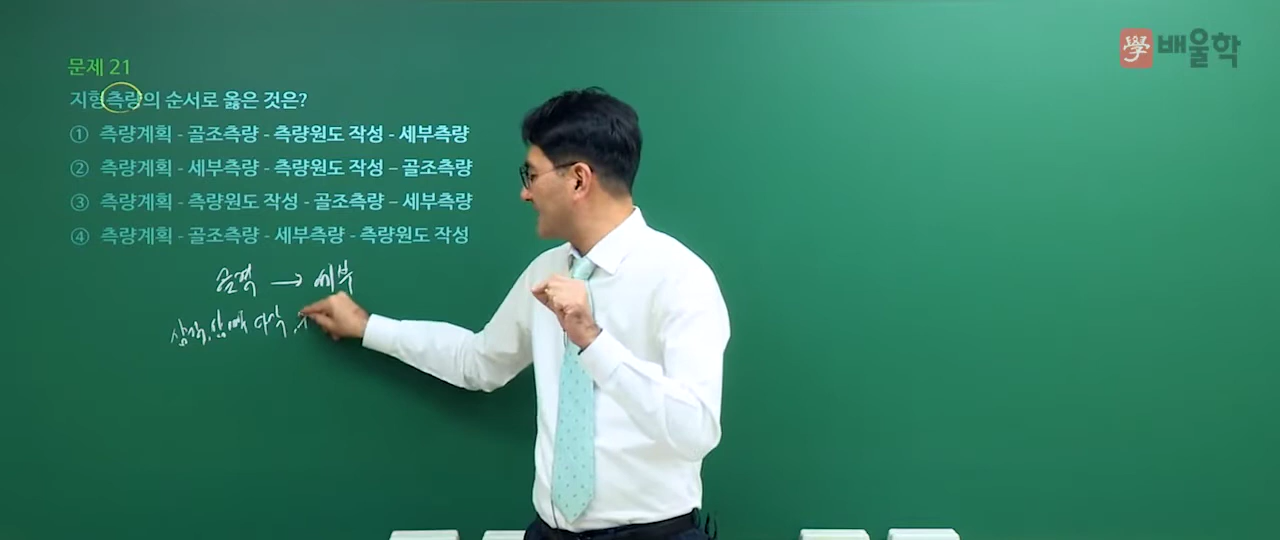 學 배울학
문제 21
지형측량의 순서로 옳은 것은?
① 측량계획 - 골조측량 - 측량원도 작성 - 세부측량
② 측량계획 - 세부측량 - 측량원도 작성 – 골조측량
③ 측량계획 - 측량원도 작성 - 골조측량 – 세부측량
④ 측량계획 - 골조측량 - 세부측량 - 측량원도 작성
→ 세부